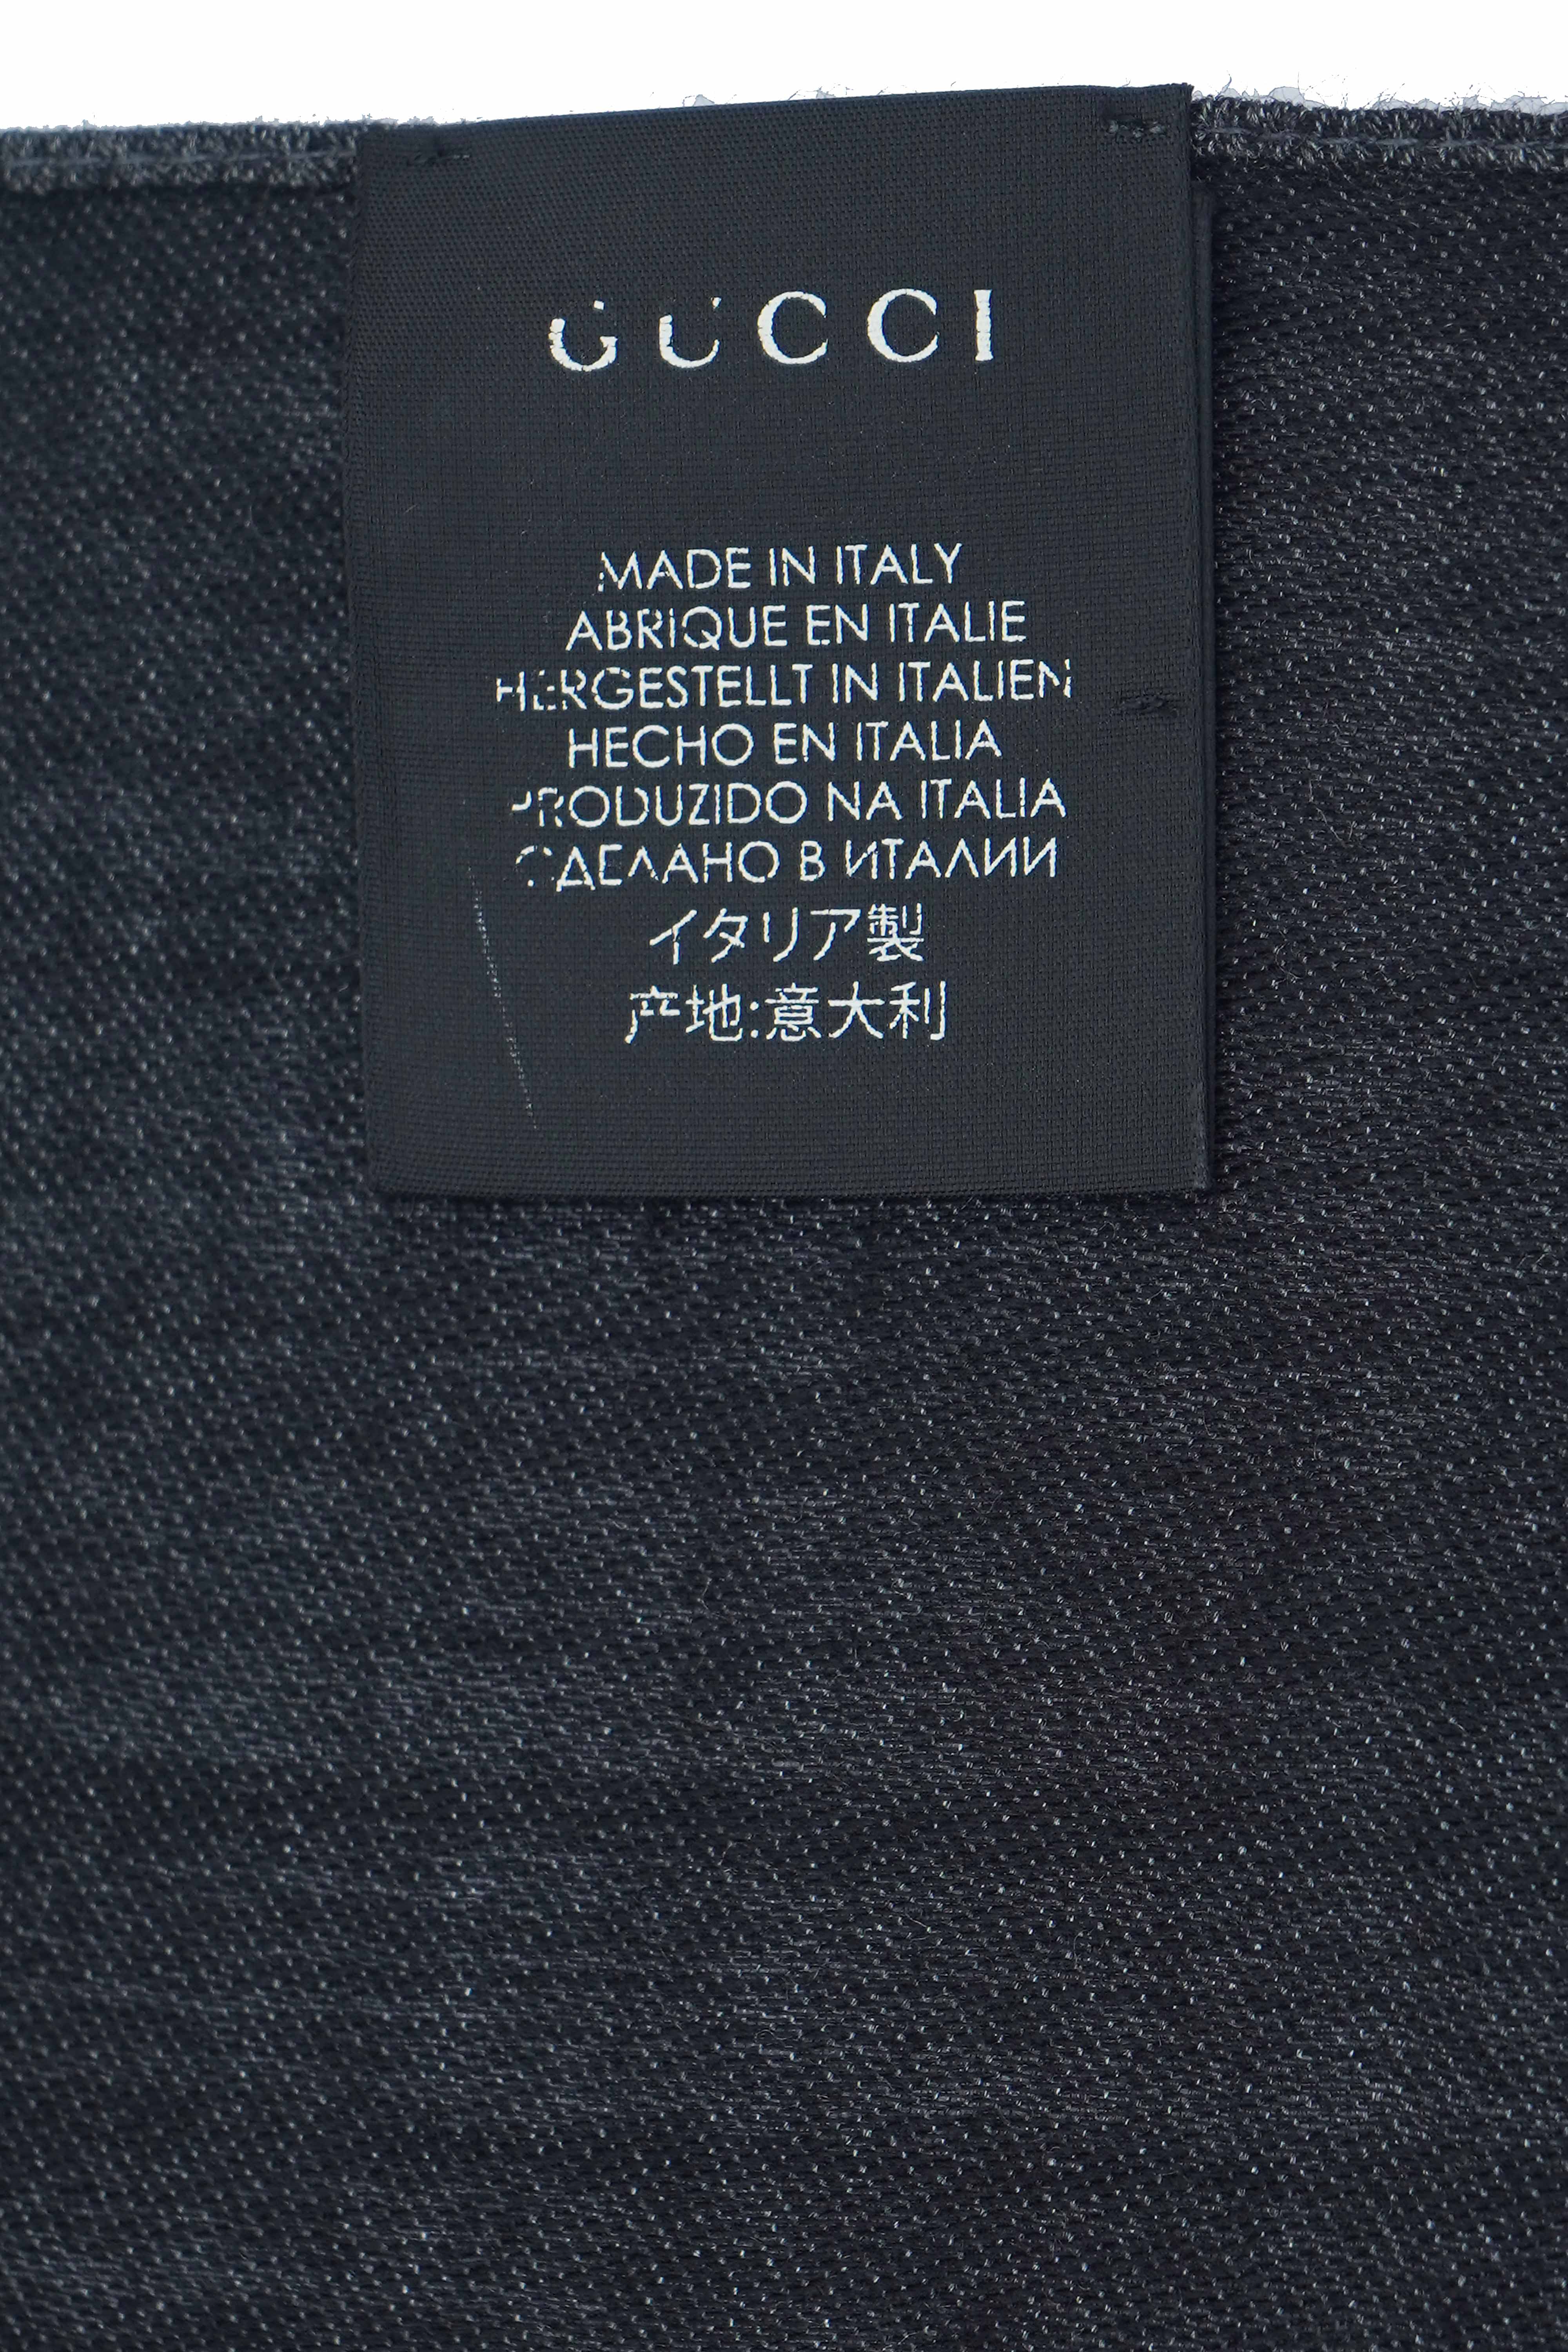 GUCCI
MADE IN ITALY
ABRIQUE EN ITALIE
HERGESTELLT IN ITALIEN
HECHO EN ITALIA
PRODUZIDO NA ITALIA
СДЕЛАНО В ИТАЛИИ
イタリア製
产地:意大利